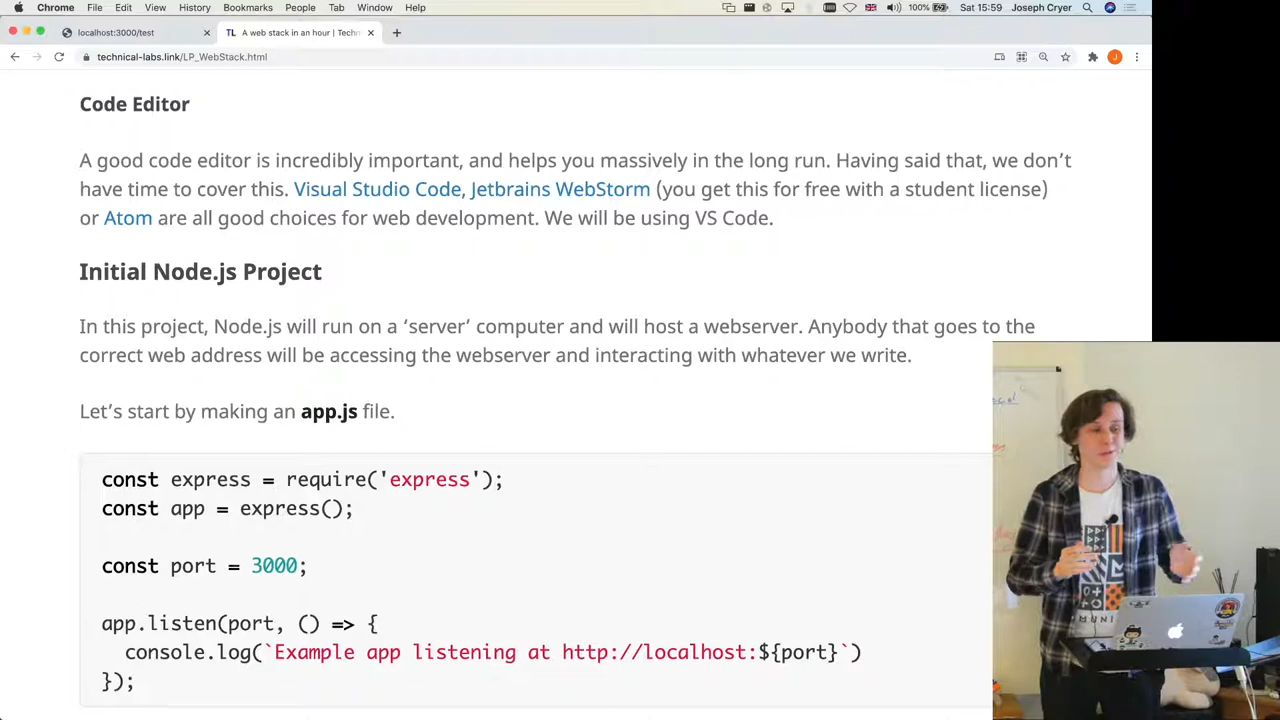 Chrome File Edit View History Bookmarks People Tab Window Help 100% Sat 15:59 Joseph Cryer
localhost:3000/test
TL A web stack in an hour | Techn
technical-labs.link/LP_WebStack.html
J
Code Editor
A good code editor is incredibly important, and helps you massively in the long run. Having said that, we don’t
have time to cover this. Visual Studio Code, Jetbrains WebStorm (you get this for free with a student license)
or Atom are all good choices for web development. We will be using VS Code.
Initial Node.js Project
In this project, Node.js will run on a ‘server’ computer and will host a webserver. Anybody that goes to the
correct web address will be accessing the webserver and interacting with whatever we write.
Let’s start by making an app.js file.
const express = require('express');
const app = express();
const port = 3000;
app.listen(port, () => {
console.log(`Example app listening at http://localhost:${port}`)
});
MUNI